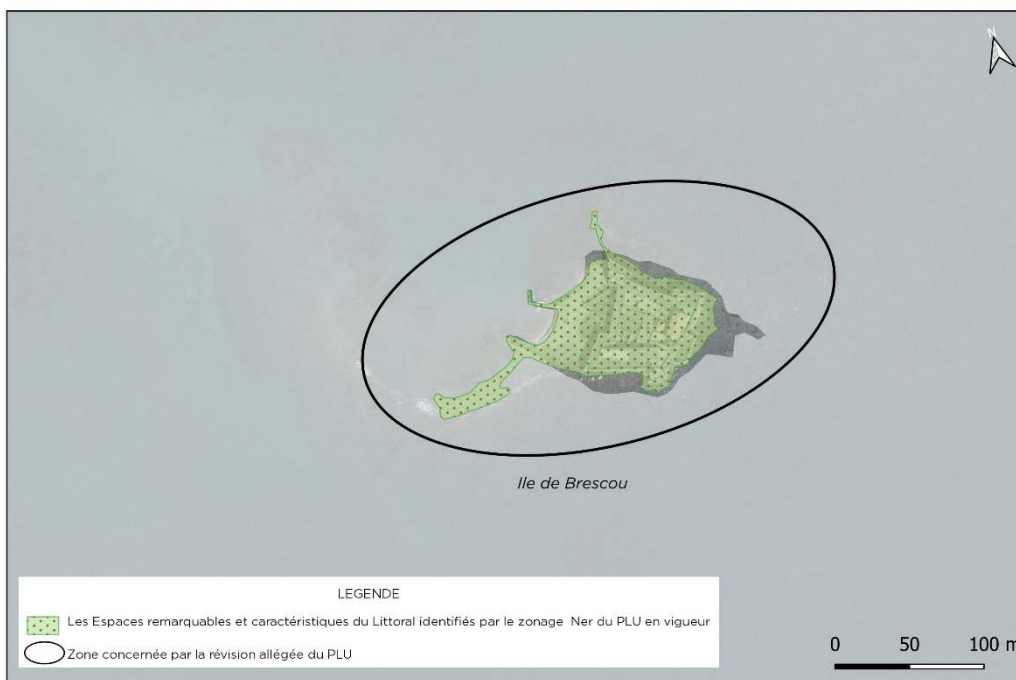 N
Ile de Brescou
LEGENDE
Les Espaces remarquables et caractéristiques du Littoral identifiés par le zonage Ner du PLU en vigueur
Zone concernée par la révision allégée du PLU
0 50 100 m